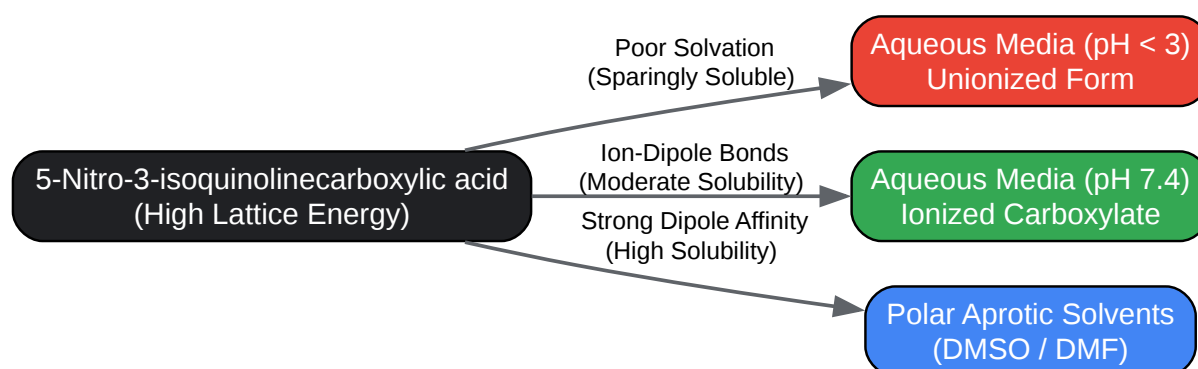 5-Nitro-3-isoquinolinecarboxylic acid
(High Lattice Energy)
Poor Solvation
(Sparingly Soluble)
Aqueous Media (pH < 3)
Unionized Form
Ion-Dipole Bonds
(Moderate Solubility)
Aqueous Media (pH 7.4)
Ionized Carboxylate
Strong Dipole Affinity
(High Solubility)
Polar Aprotic Solvents
(DMSO / DMF)